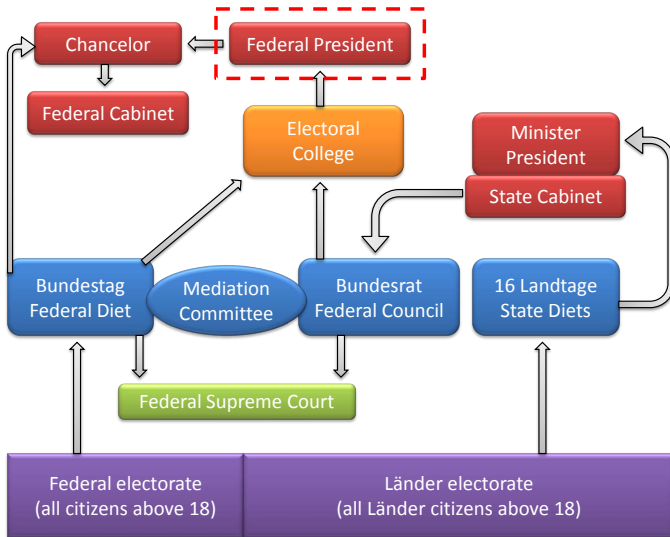 Chancelor
Federal President
Federal Cabinet
Electoral
College
Minister
President
State Cabinet
Bundestag
Federal Diet
Mediation
Committee
Bundesrat
Federal Council
16 Landtage
State Diets
Federal Supreme Court
Federal electorate
(all citizens above 18)
Länder electorate
(all Länder citizens above 18)